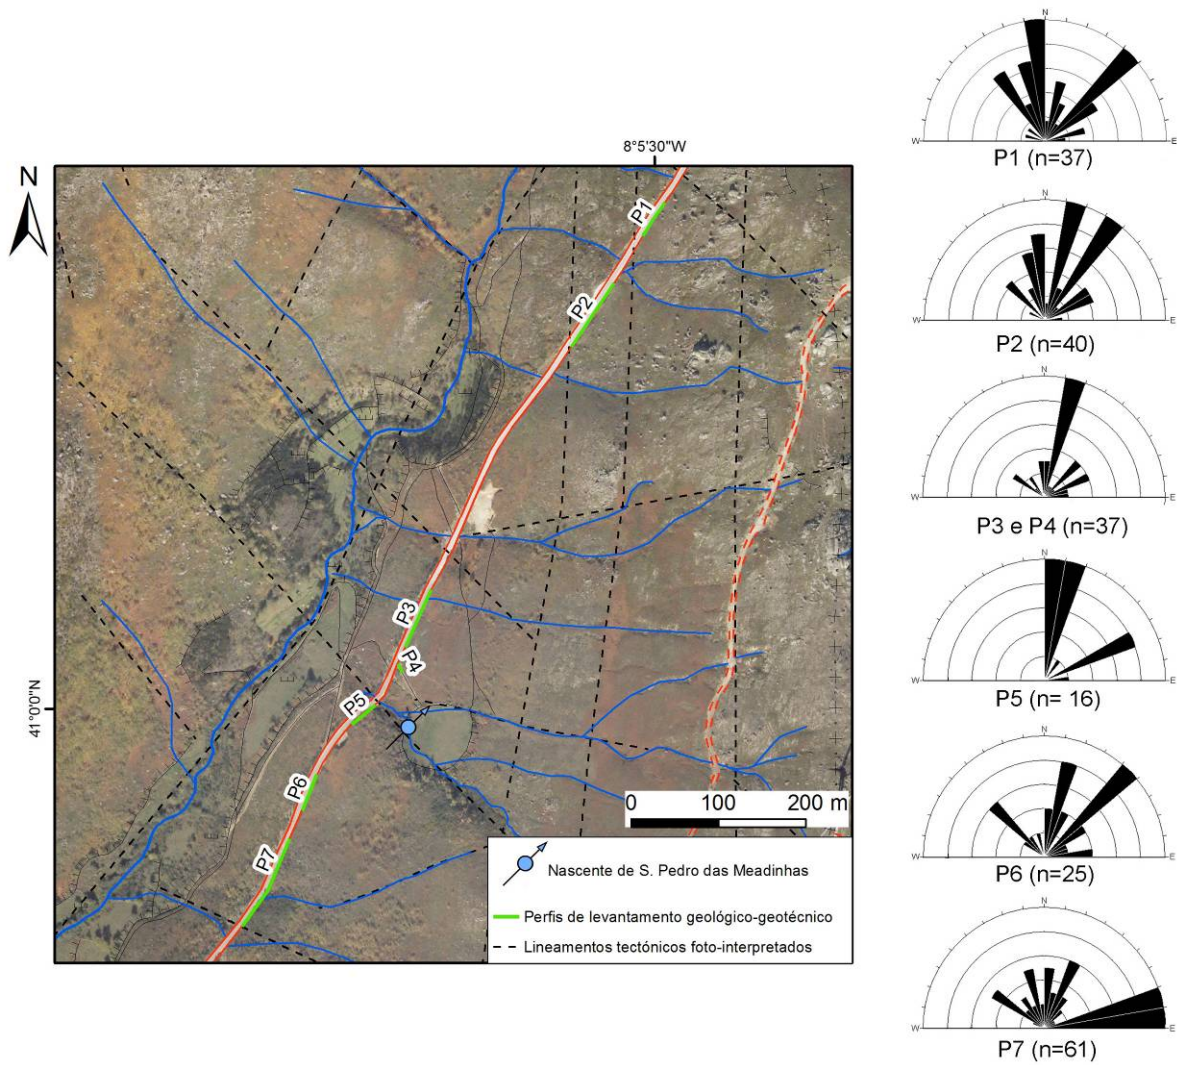 8°5'30"W
N
41°0'0"N
P1
P2
P3
P4
P5
P6
P7
0 100 200 m
Nascente de S. Pedro das Meadinhas
Perfis de levantamento geológico-geotécnico
Lineamentos tectónicos foto-interpretados
N
W E
P1 (n=37)
N
W E
P2 (n=40)
N
W E
P3 e P4 (n=37)
N
W E
P5 (n= 16)
N
W E
P6 (n=25)
N
W E
P7 (n=61)